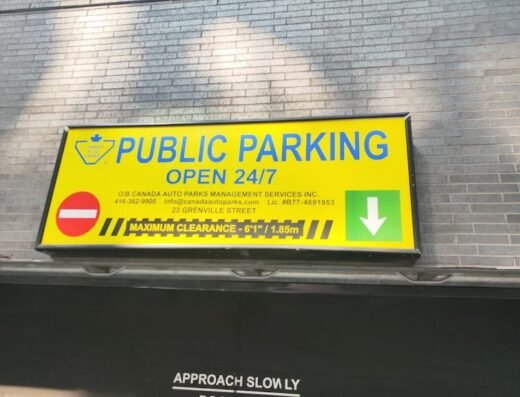 PUBLIC PARKING
OPEN 24/7
O/B CANADA AUTO PARKS MANAGEMENT SERVICES INC.
416-362-9900 info@canadaautoparks.com Lic. #B77-4691953
23 GRENVILLE STREET
MAXIMUM CLEARANCE - 6'1" / 1.85m
APPROACH SLOWLY